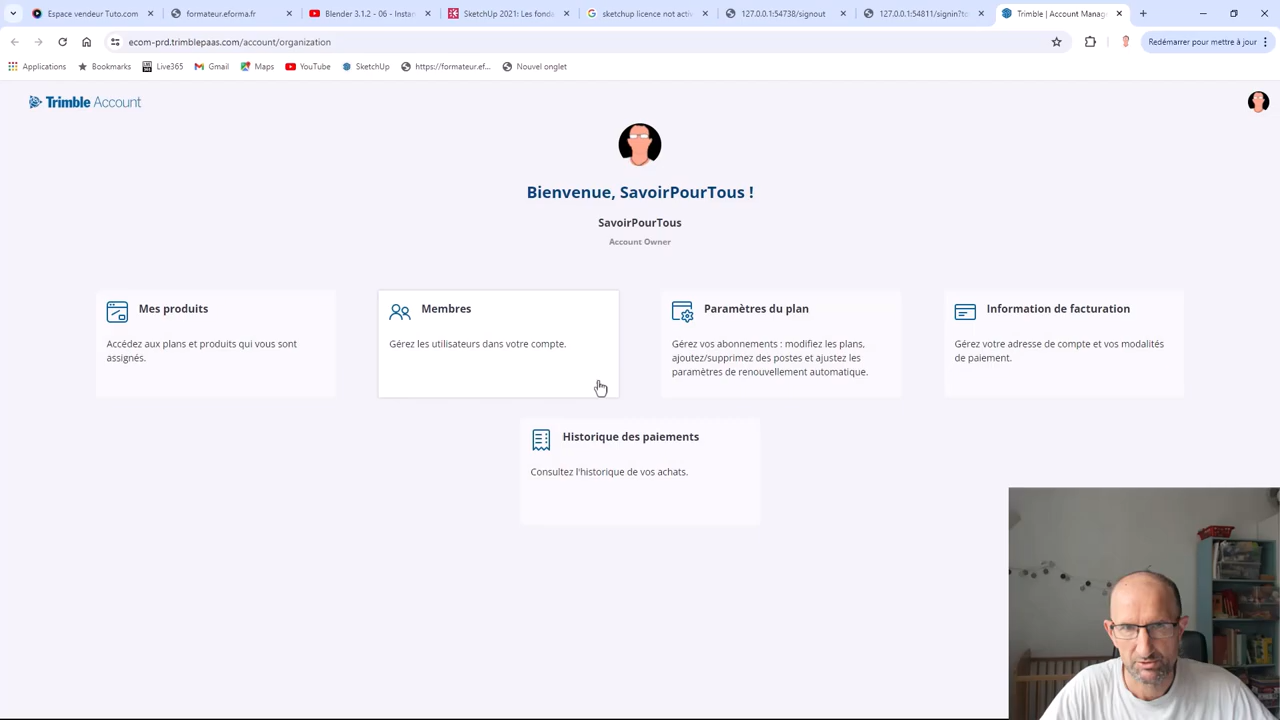 Espace vendeur Tuto.com
formateur.eforma.fr
Blender 3.1.2 - 06 - Instan
SketchUp 2021: Les fonda
sketchup licence not activ
127.0.0.1:54738/signout
127.0.0.1:54811/signin?to
Trimble | Account Manag
ecom-prd.trimblepaas.com/account/organization
Redémarrer pour mettre à jour
Applications
Bookmarks
Live365
Gmail
Maps
YouTube
SketchUp
https://formateur.ef...
Nouvel onglet
Trimble Account
Bienvenue, SavoirPourTous !
SavoirPourTous
Account Owner
Mes produits
Accédez aux plans et produits qui vous sont
assignés.
Membres
Gérez les utilisateurs dans votre compte.
Paramètres du plan
Gérez vos abonnements : modifiez les plans,
ajoutez/supprimez des postes et ajustez les
paramètres de renouvellement automatique.
Information de facturation
Gérez votre adresse de compte et vos modalités
de paiement.
Historique des paiements
Consultez l'historique de vos achats.